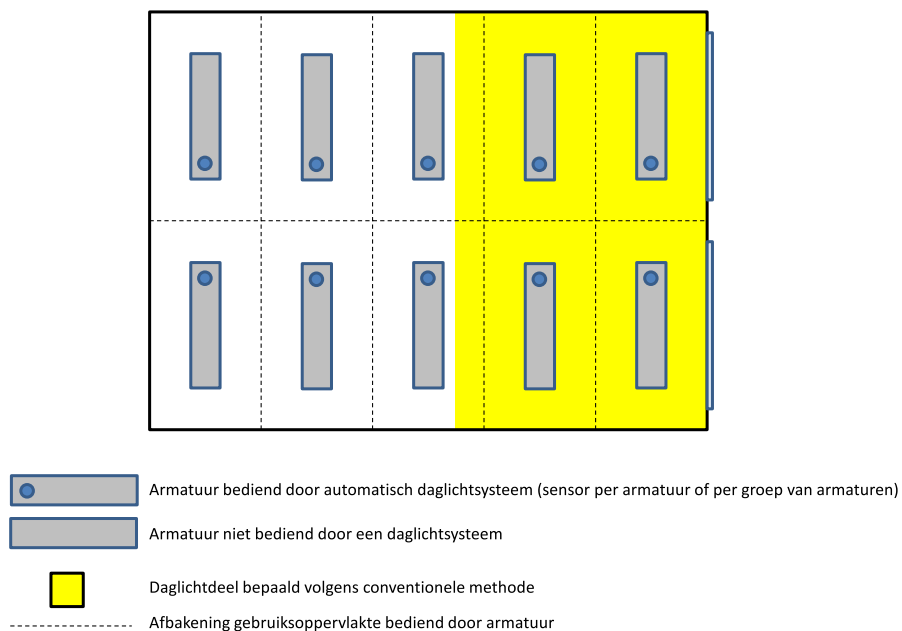 Armatuur bediend door automatisch daglichtsysteem (sensor per armatuur of per groep van armaturen)
Armatuur niet bediend door een daglichtsysteem
Daglichtdeel bepaald volgens conventionele methode
Afbakening gebruiksoppervlakte bediend door armatuur